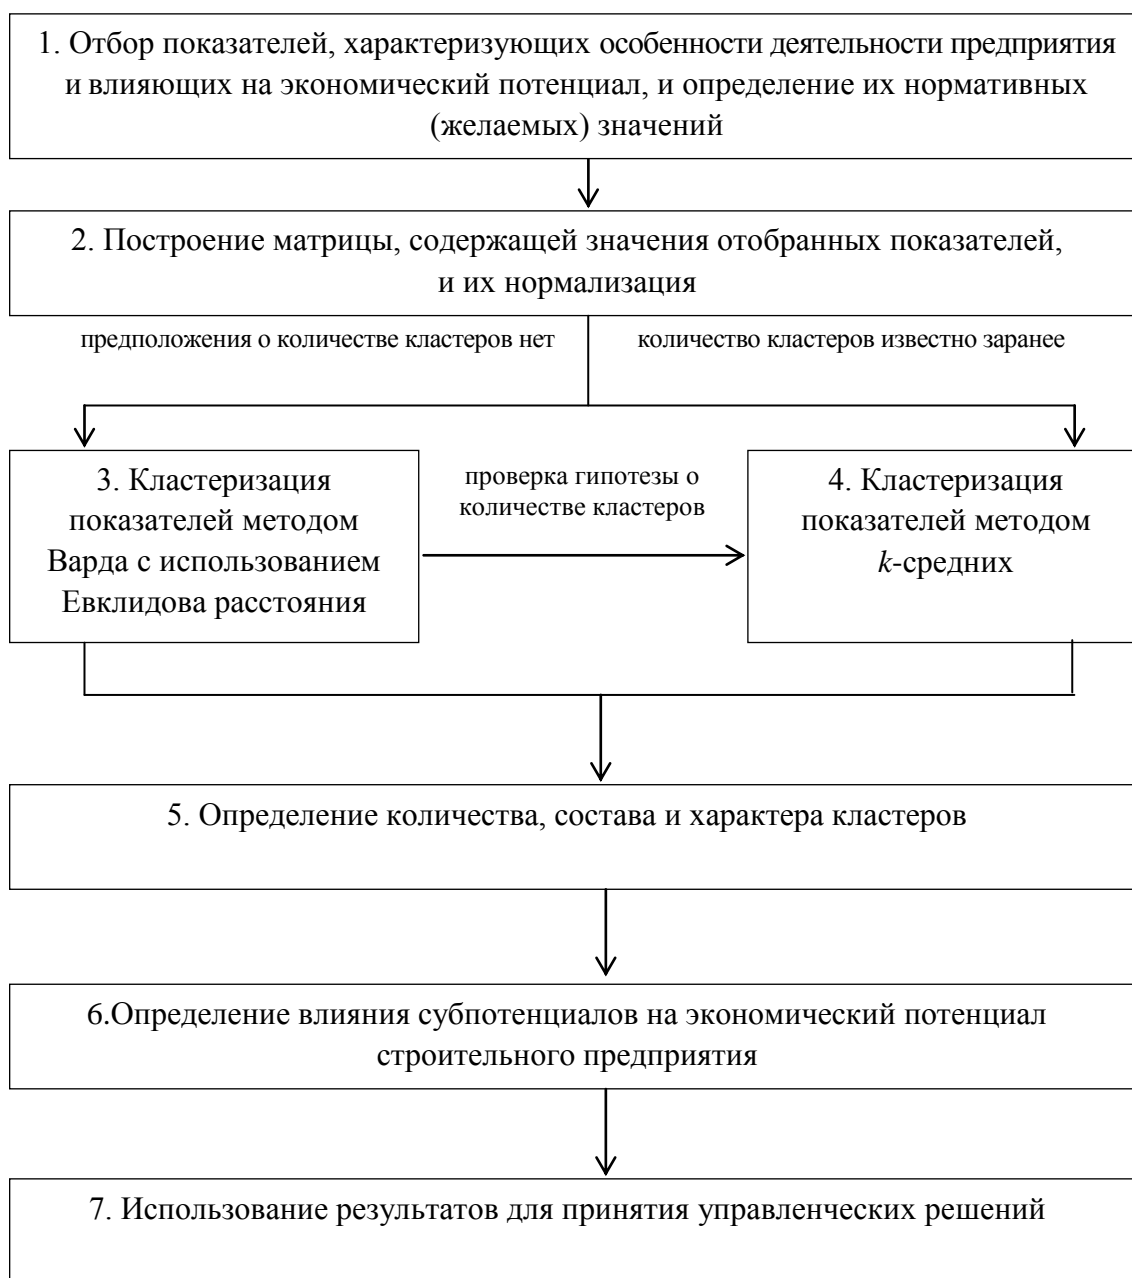 1. Отбор показателей, характеризующих особенности деятельности предприятия
и влияющих на экономический потенциал, и определение их нормативных
(желаемых) значений
2. Построение матрицы, содержащей значения отобранных показателей,
и их нормализация
предположения о количестве кластеров нет
количество кластеров известно заранее
3. Кластеризация
показателей методом
Варда с использованием
Евклидова расстояния
проверка гипотезы о
количестве кластеров
4. Кластеризация
показателей методом
k-средних
5. Определение количества, состава и характера кластеров
6.Определение влияния субпотенциалов на экономический потенциал
строительного предприятия
7. Использование результатов для принятия управленческих решений